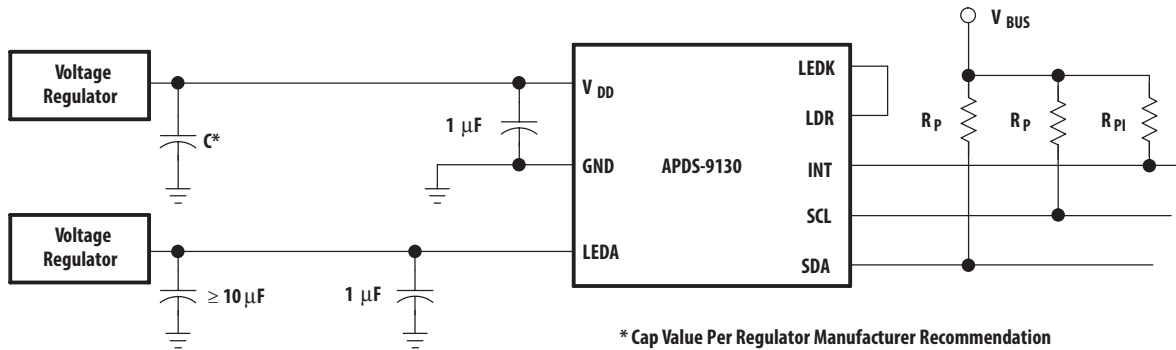 Voltage
Regulator
C*
1 µF
V DD
GND
LEDA
APDS-9130
LEDK
LDR
INT
SCL
SDA
V BUS
R P
R P
R PI
Voltage
Regulator
≥ 10 µF
1 µF
* Cap Value Per Regulator Manufacturer Recommendation